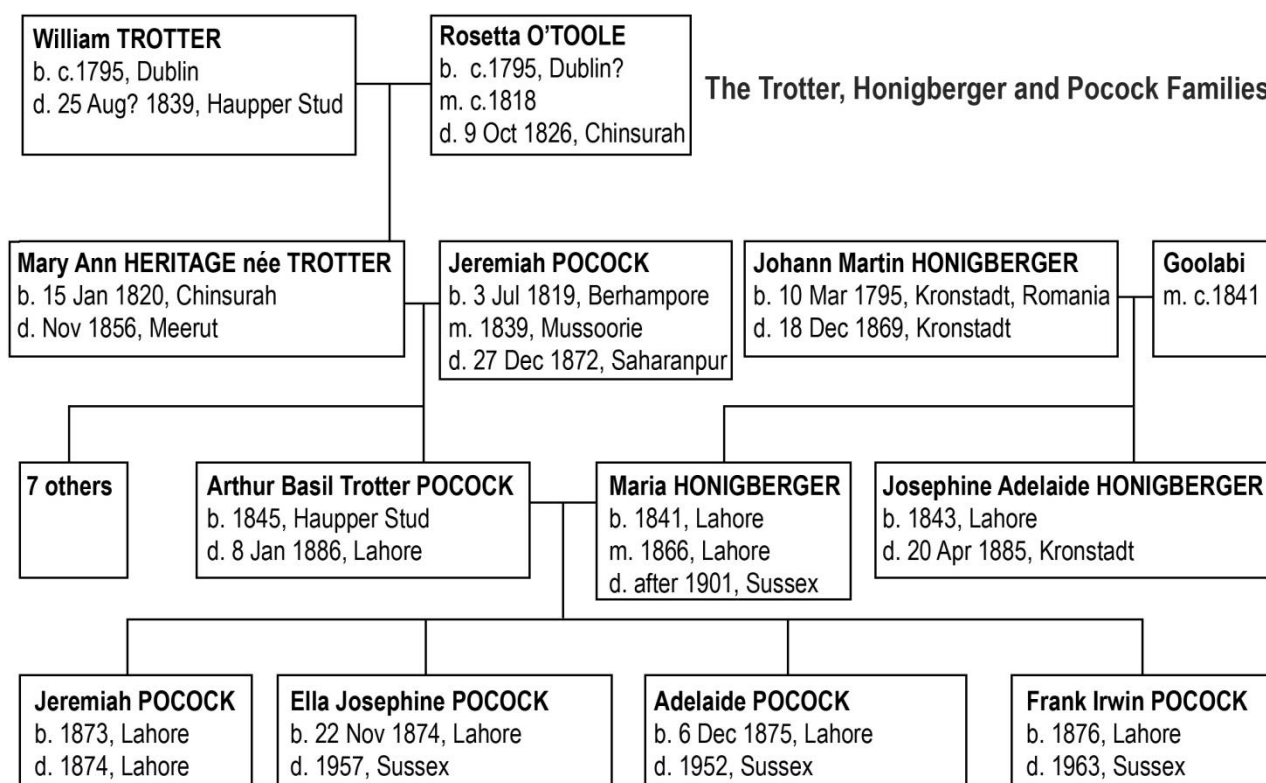 William TROTTER
b. c.1795, Dublin
d. 25 Aug? 1839, Haupper Stud
Rosetta O’TOOLE
b. c.1795, Dublin?
m. c.1818
d. 9 Oct 1826, Chinsurah
The Trotter, Honigberger and Pocock Families
Mary Ann HERITAGE née TROTTER
b. 15 Jan 1820, Chinsurah
d. Nov 1856, Meerut
Jeremiah POCOCK
b. 3 Jul 1819, Berhampore
m. 1839, Mussoorie
d. 27 Dec 1872, Saharanpur
Johann Martin HONIGBERGER
b. 10 Mar 1795, Kronstadt, Romania
d. 18 Dec 1869, Kronstadt
Goolabi
m. c.1841
7 others
Arthur Basil Trotter POCOCK
b. 1845, Haupper Stud
d. 8 Jan 1886, Lahore
Maria HONIGBERGER
b. 1841, Lahore
m. 1866, Lahore
d. after 1901, Sussex
Josephine Adelaide HONIGBERGER
b. 1843, Lahore
d. 20 Apr 1885, Kronstadt
Jeremiah POCOCK
b. 1873, Lahore
d. 1874, Lahore
Ella Josephine POCOCK
b. 22 Nov 1874, Lahore
d. 1957, Sussex
Adelaide POCOCK
b. 6 Dec 1875, Lahore
d. 1952, Sussex
Frank Irwin POCOCK
b. 1876, Lahore
d. 1963, Sussex